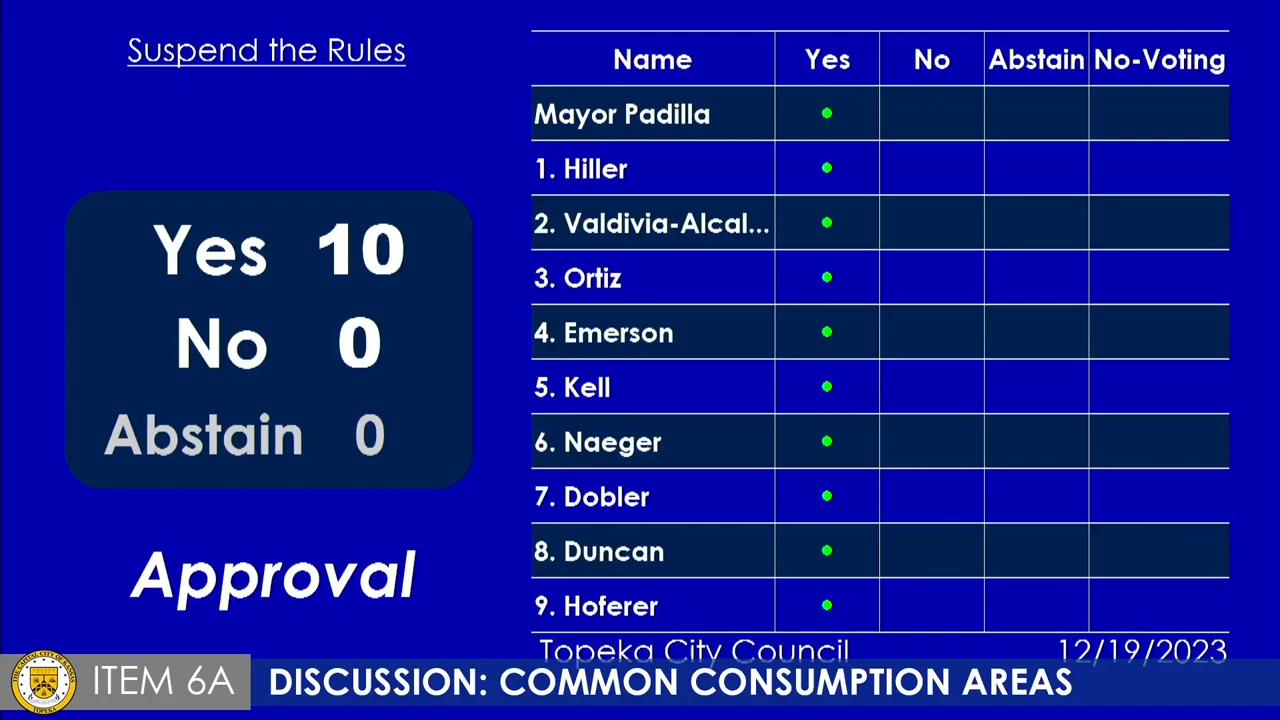 Suspend the Rules
Yes 10
No 0
Abstain 0
Approval
Name Yes No Abstain No-Voting
Mayor Padilla
1. Hiller
2. Valdivia-Alcal...
3. Ortiz
4. Emerson
5. Kell
6. Naeger
7. Dobler
8. Duncan
9. Hoferer
Topeka City Council 12/19/2023
ITEM 6A DISCUSSION: COMMON CONSUMPTION AREAS